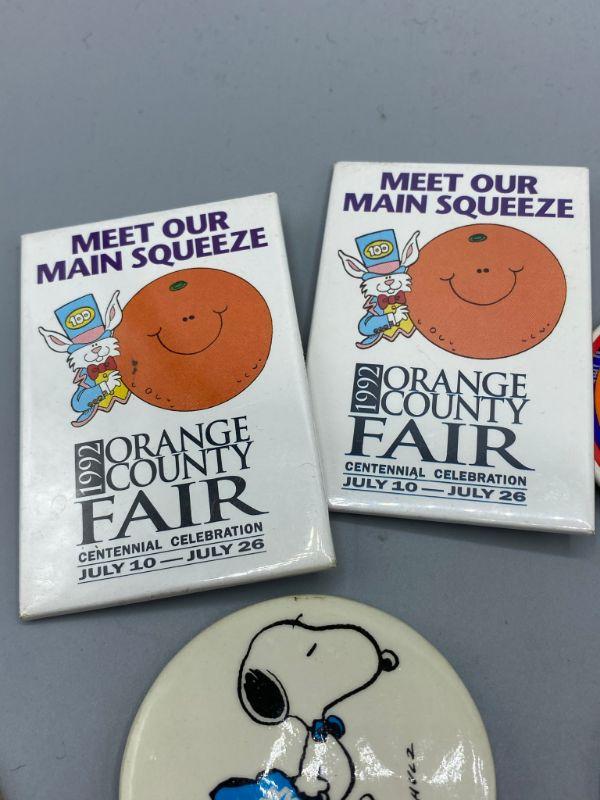 MEET OUR
MAIN SQUEEZE
100
1992 ORANGE
COUNTY
FAIR
CENTENNIAL CELEBRATION
JULY 10 — JULY 26
MEET OUR
MAIN SQUEEZE
100
1992 ORANGE
COUNTY
FAIR
CENTENNIAL CELEBRATION
JULY 10 — JULY 26